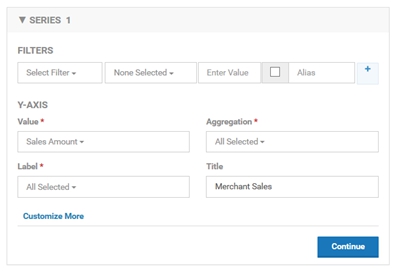 ▼ SERIES 1
FILTERS
Select Filter None Selected Enter Value Alias +
Y-AXIS
Value * Aggregation *
Sales Amount All Selected
Label * Title
All Selected Merchant Sales
Customize More
Continue